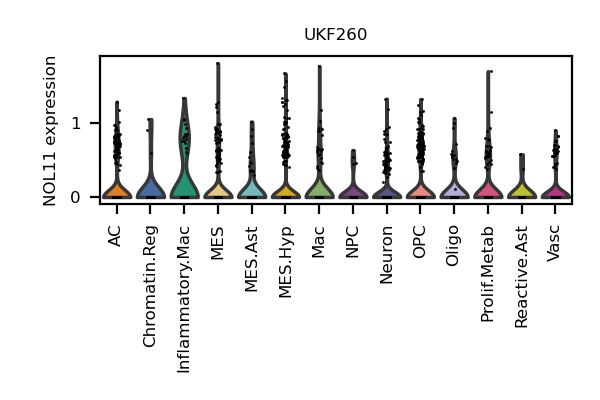 UKF260
NOL11 expression
1
0
AC
Chromatin.Reg
Inflammatory.Mac
MES
MES.Ast
MES.Hyp
Mac
NPC
Neuron
OPC
Oligo
Prolif.Metab
Reactive.Ast
Vasc